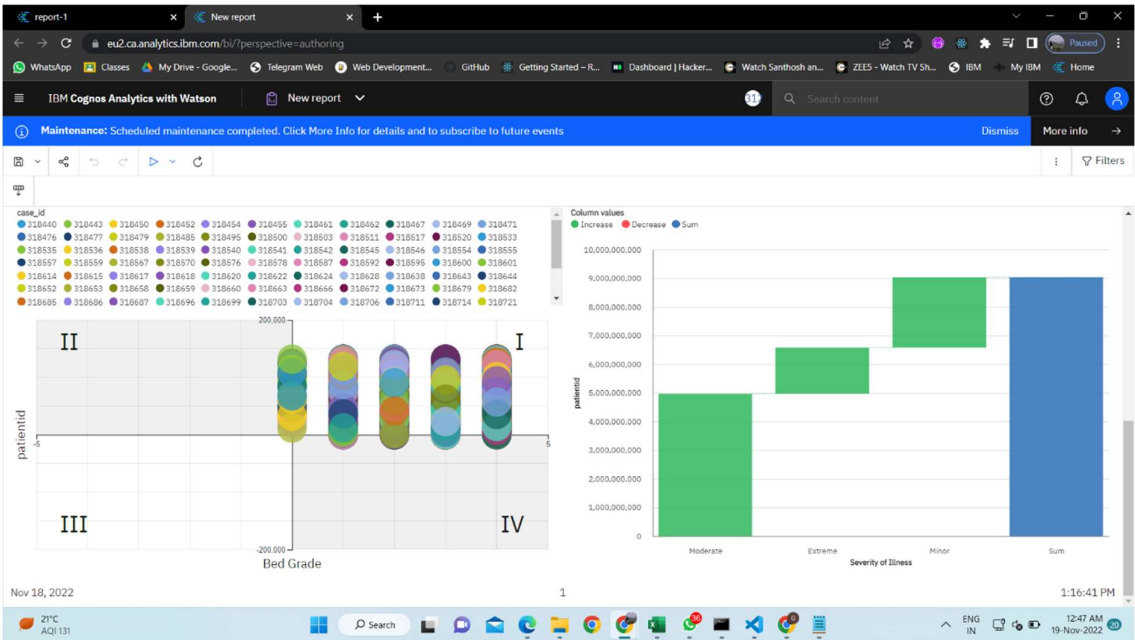 report-1
New report
eu2.ca.analytics.ibm.com/bi/?perspective=authoring
Paused
WhatsApp Classes My Drive - Google... Telegram Web Web Development... GitHub Getting Started – R... Dashboard | Hacker... Watch Santhosh an... ZEE5 - Watch TV Sh... IBM My IBM Home
IBM Cognos Analytics with Watson
New report
Search content
Maintenance: Scheduled maintenance completed. Click More Info for details and to subscribe to future events
Dismiss
More info
Filters
case_id
318440 318443 318450 318452 318454 318455 318461 318462 318467 318469 318471
318476 318477 318479 318485 318495 318500 318503 318511 318517 318520 318533
318535 318536 318538 318539 318540 318541 318542 318545 318546 318554 318555
318557 318559 318567 318570 318576 318578 318587 318592 318595 318600 318601
318614 318615 318617 318618 318620 318622 318624 318628 318638 318643 318644
318652 318653 318658 318659 318660 318663 318666 318672 318673 318679 318682
318685 318686 318687 318696 318699 318703 318704 318706 318711 318714 318721
200,000
II
I
patientid
-5
5
III
IV
-200,000
Bed Grade
Column values
Increase Decrease Sum
10,000,000,000
9,000,000,000
8,000,000,000
7,000,000,000
6,000,000,000
5,000,000,000
4,000,000,000
3,000,000,000
2,000,000,000
1,000,000,000
0
patientid
Moderate Extreme Minor Sum
Severity of Illness
Nov 18, 2022
1
1:16:41 PM
21°C
AQI 131
Search
36
ENG
IN
12:47 AM
19-Nov-2022
20